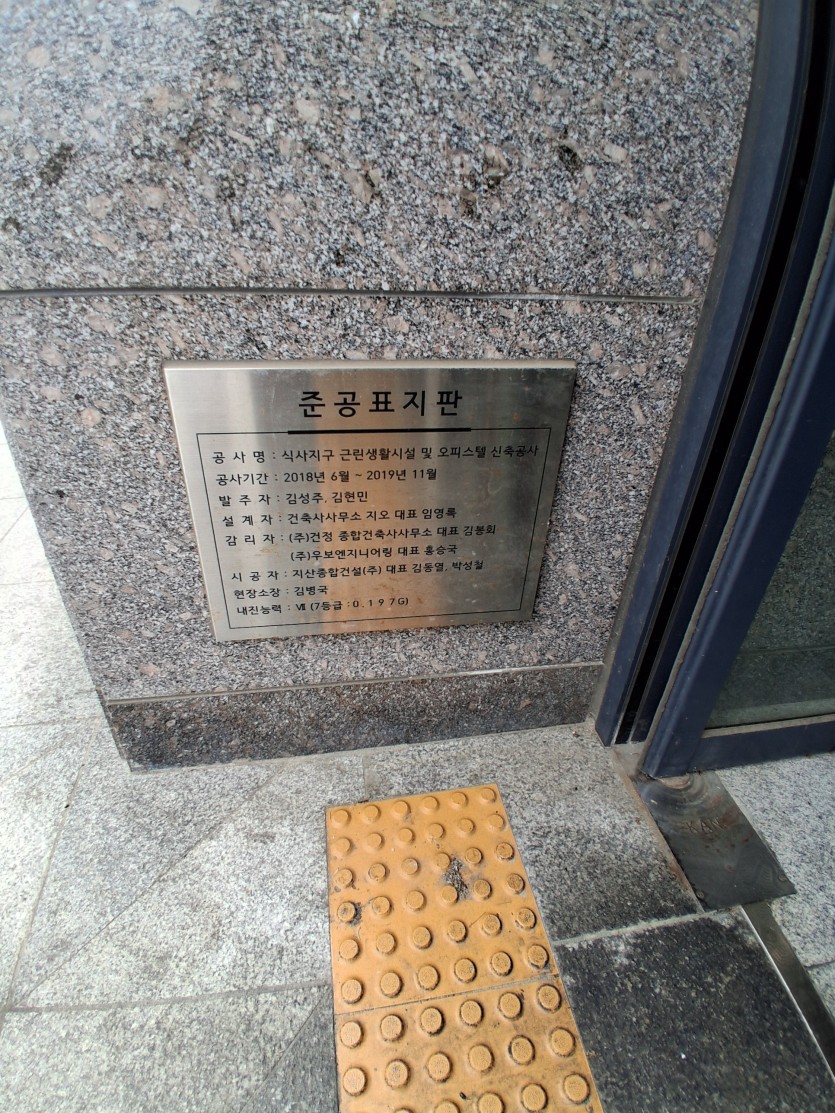 준공표지판
공 사 명 : 식사지구 근린생활시설 및 오피스텔 신축공사
공사기간 : 2018년 6월 ~ 2019년 11월
발 주 자 : 김성주, 김현민
설 계 자 : 건축사사무소 지오 대표 임영록
감 리 자 : (주)건정 종합건축사사무소 대표 김봉회
(주)우보엔지니어링 대표 홍승국
시 공 자 : 지산종합건설(주) 대표 김동열, 박성철
현장소장 : 김병국
내진능력 : Ⅶ (7등급 : 0.197G)